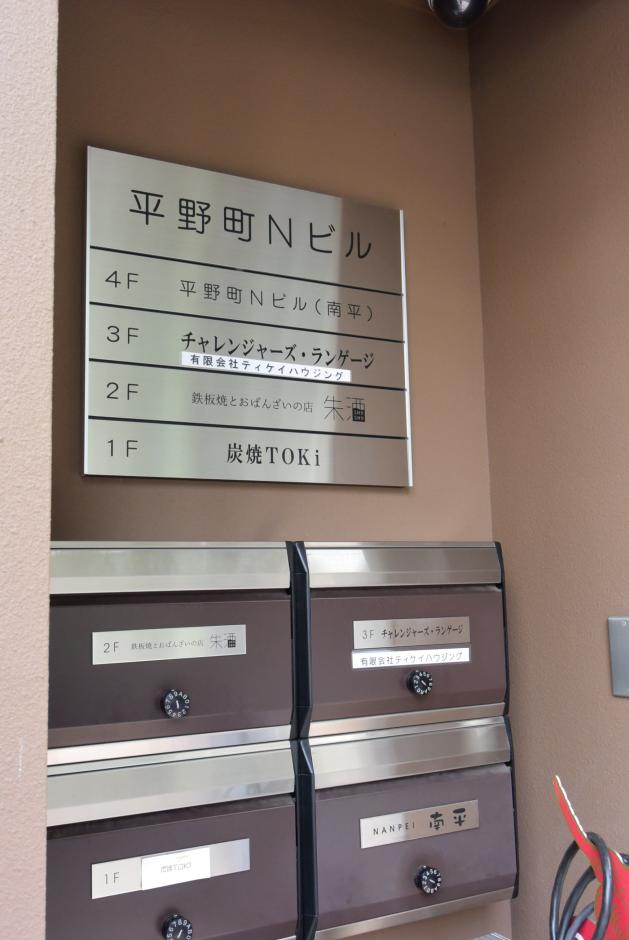 平野町Nビル
4F 平野町Nビル(南平)
3F チャレンジャーズ・ランゲージ
有限会社ティケイハウジング
2F 鉄板焼とおばんざいの店 朱酒
1F 炭焼TOKi
2F 鉄板焼とおばんざいの店 朱酒
3F チャレンジャーズ・ランゲージ
有限会社ティケイハウジング
1F 炭焼TOKi
NANPEI 南平